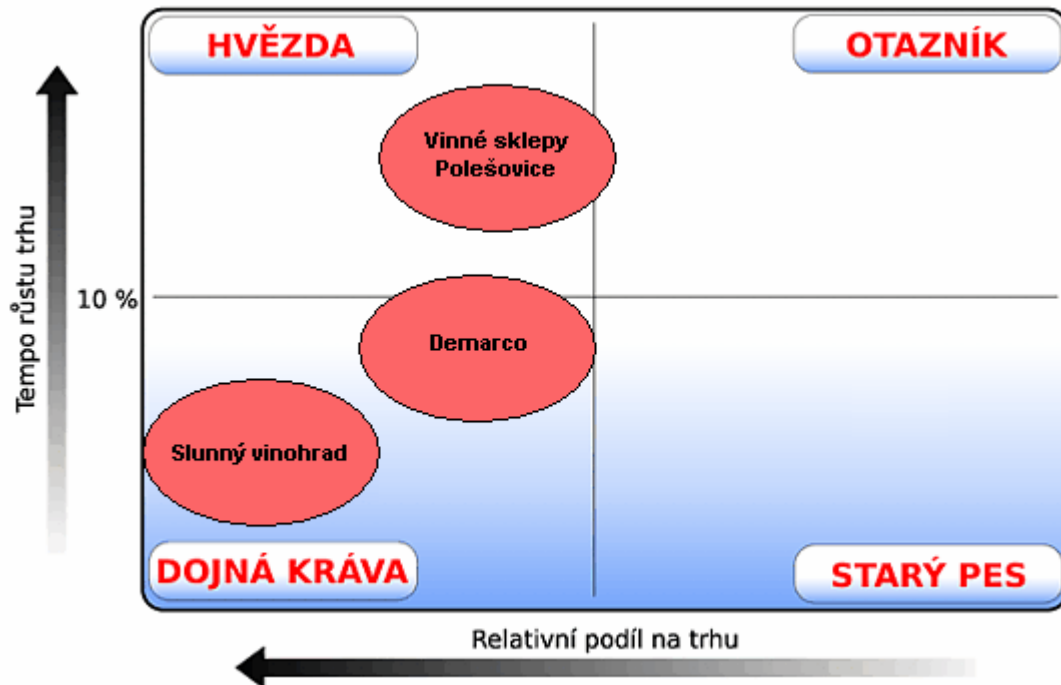 HVĚZDA
OTAZNÍK
Vinné sklepy
Polešovice
Tempo růstu trhu
10 %
Demarco
Slunný vinohrad
DOJNÁ KRÁVA
STARÝ PES
Relativní podíl na trhu